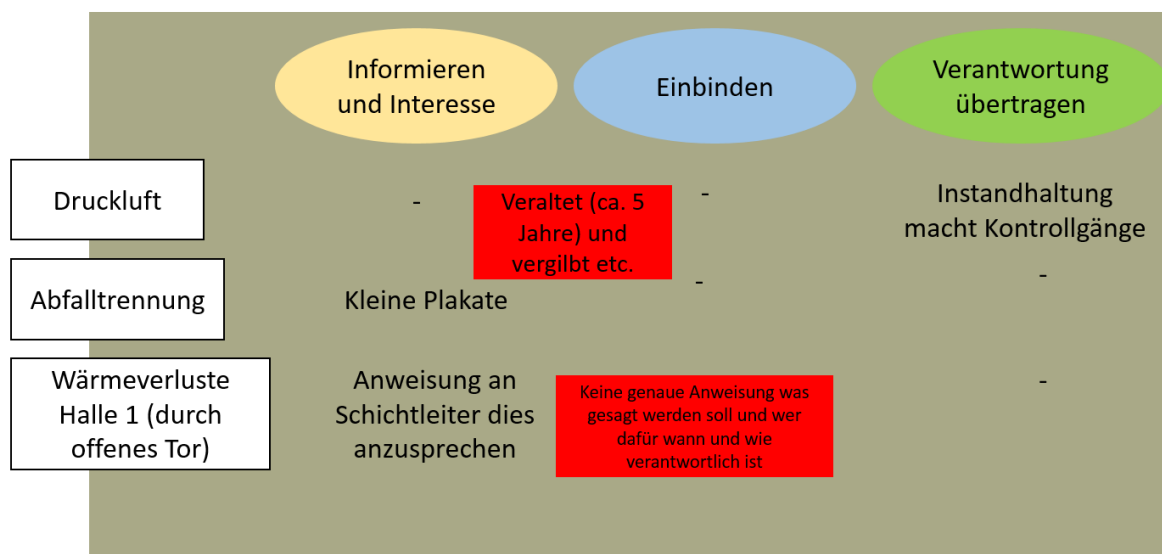 Informieren
und Interesse
Einbinden
Verantwortung
übertragen
Druckluft
-
Veraltet (ca. 5
Jahre) und
vergilbt etc.
-
Instandhaltung
macht Kontrollgänge
Abfalltrennung
Kleine Plakate
-
-
Wärmeverluste
Halle 1 (durch
offenes Tor)
Anweisung an
Schichtleiter dies
anzusprechen
Keine genaue Anweisung was
gesagt werden soll und wer
dafür wann und wie
verantwortlich ist
-